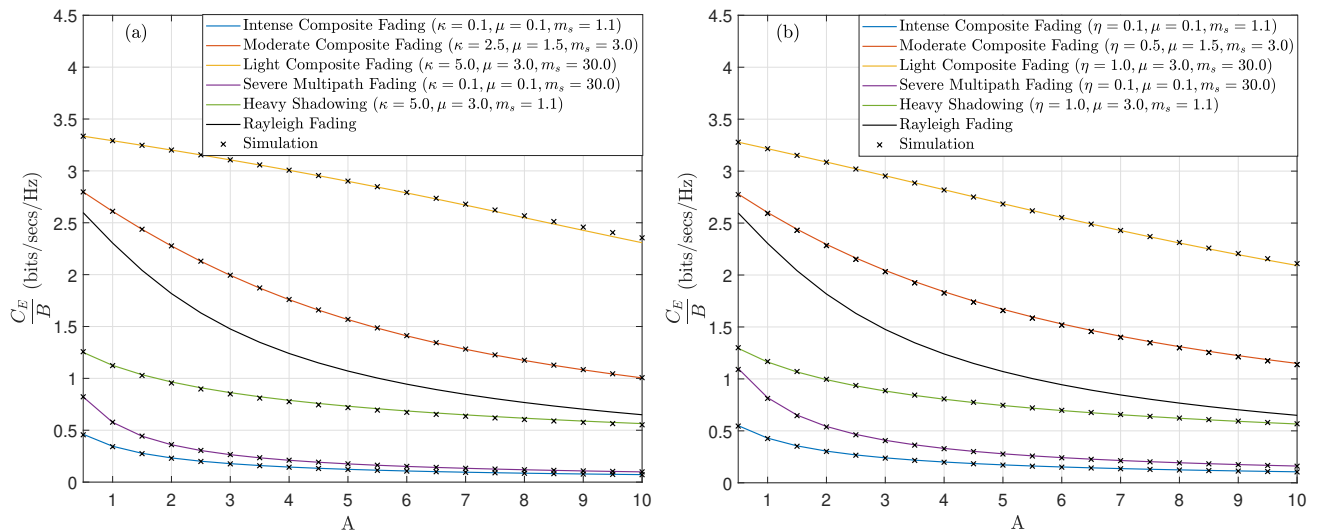 (a)
Intense Composite Fading (κ = 0.1, μ = 0.1, m_s = 1.1)
Moderate Composite Fading (κ = 2.5, μ = 1.5, m_s = 3.0)
Light Composite Fading (κ = 5.0, μ = 3.0, m_s = 30.0)
Severe Multipath Fading (κ = 0.1, μ = 0.1, m_s = 30.0)
Heavy Shadowing (κ = 5.0, μ = 3.0, m_s = 1.1)
Rayleigh Fading
Simulation
4.5
4
3.5
3
2.5
2
1.5
1
0.5
0
C_E/B (bits/secs/Hz)
1 2 3 4 5 6 7 8 9 10
A
(b)
Intense Composite Fading (η = 0.1, μ = 0.1, m_s = 1.1)
Moderate Composite Fading (η = 0.5, μ = 1.5, m_s = 3.0)
Light Composite Fading (η = 1.0, μ = 3.0, m_s = 30.0)
Severe Multipath Fading (η = 0.1, μ = 0.1, m_s = 30.0)
Heavy Shadowing (η = 1.0, μ = 3.0, m_s = 1.1)
Rayleigh Fading
Simulation
4.5
4
3.5
3
2.5
2
1.5
1
0.5
0
C_E/B (bits/secs/Hz)
1 2 3 4 5 6 7 8 9 10
A